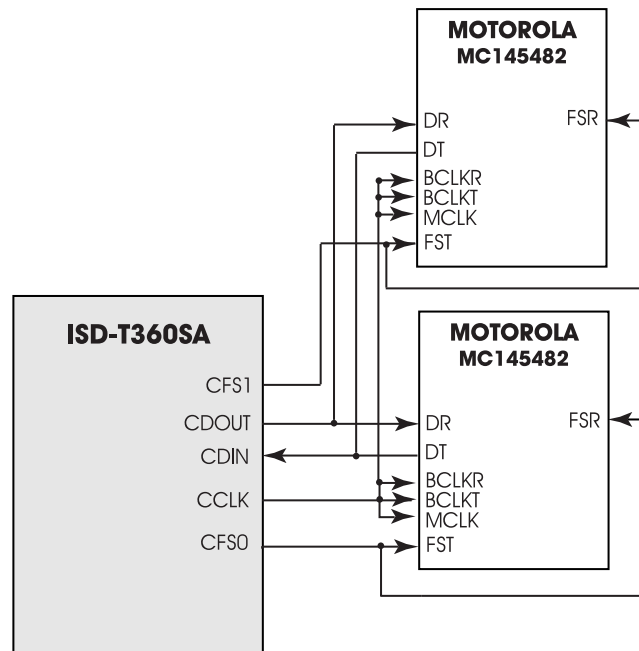 MOTOROLA
MC145482
DR
FSR
DT
BCLKR
BCLKT
MCLK
FST
ISD-T360SA
CFS1
CDOUT
CDIN
CCLK
CFS0
MOTOROLA
MC145482
DR
FSR
DT
BCLKR
BCLKT
MCLK
FST